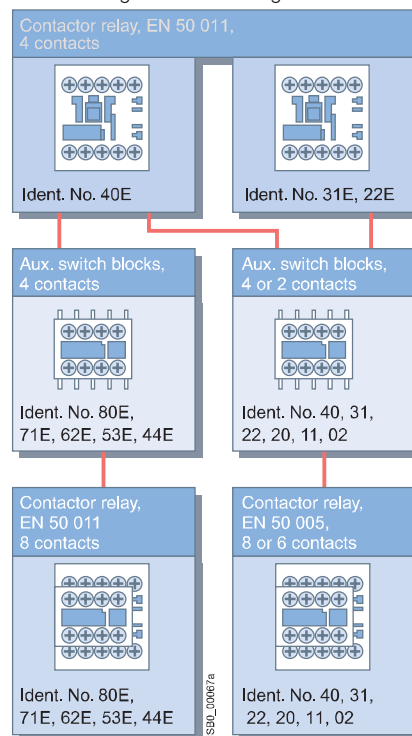 Contactor relay, EN 50 011,
4 contacts
Ident. No. 40E
Ident. No. 31E, 22E
Aux. switch blocks,
4 contacts
Ident. No. 80E,
71E, 62E, 53E, 44E
Aux. switch blocks,
4 or 2 contacts
Ident. No. 40, 31,
22, 20, 11, 02
Contactor relay,
EN 50 011
8 contacts
Ident. No. 80E,
71E, 62E, 53E, 44E
Contactor relay,
EN 50 005,
8 or 6 contacts
Ident. No. 40, 31,
22, 20, 11, 02
SB0_00067a